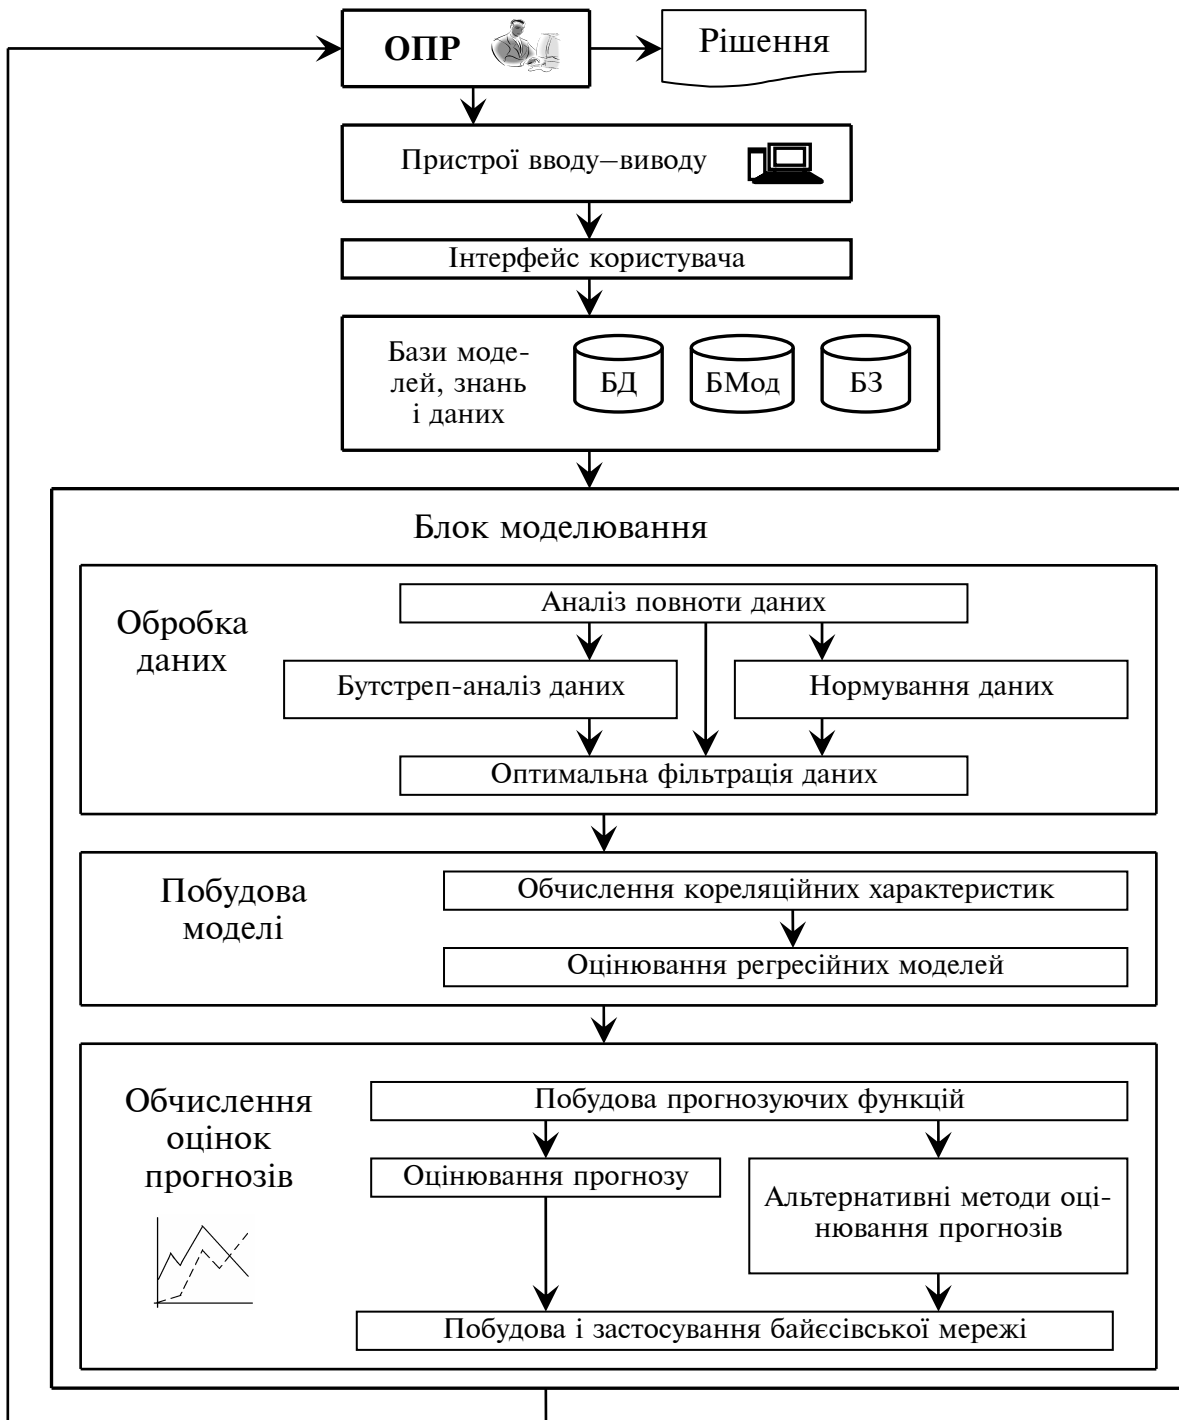 ОПР
Рішення
Пристрої вводу–виводу
Інтерфейс користувача
Бази моде-
лей, знань
і даних
БД
БМод
БЗ
Блок моделювання
Обробка
даних
Аналіз повноти даних
Бутстреп-аналіз даних
Нормування даних
Оптимальна фільтрація даних
Побудова
моделі
Обчислення кореляційних характеристик
Оцінювання регресійних моделей
Обчислення
оцінок
прогнозів
Побудова прогнозуючих функцій
Оцінювання прогнозу
Альтернативні методи оці-
нювання прогнозів
Побудова і застосування байєсівської мережі